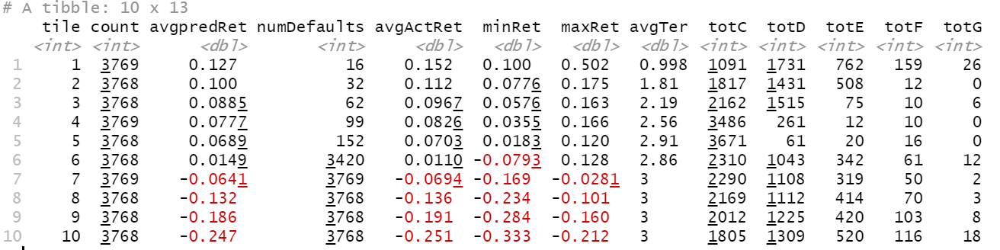 # A tibble: 10 x 13
tile count avgpredRet numDefaults avgActRet minRet maxRet avgTer totC totD totE totF totG
<int> <int> <dbl> <int> <dbl> <dbl> <dbl> <dbl> <int> <int> <int> <int> <int>
1 1 3769 0.127 16 0.152 0.100 0.502 0.998 1091 1731 762 159 26
2 2 3768 0.100 32 0.112 0.0776 0.175 1.81 1817 1431 508 12 0
3 3 3768 0.0885 62 0.0967 0.0576 0.163 2.19 2162 1515 75 10 6
4 4 3769 0.0777 99 0.0826 0.0355 0.166 2.56 3486 261 12 10 0
5 5 3768 0.0689 152 0.0703 0.0183 0.120 2.91 3671 61 20 16 0
6 6 3768 0.0149 3420 0.0110 -0.0793 0.128 2.86 2310 1043 342 61 12
7 7 3769 -0.0641 3769 -0.0694 -0.169 -0.0281 3 2290 1108 319 50 2
8 8 3768 -0.132 3768 -0.136 -0.234 -0.101 3 2169 1112 414 70 3
9 9 3768 -0.186 3768 -0.191 -0.284 -0.160 3 2012 1225 420 103 8
10 10 3768 -0.247 3768 -0.251 -0.333 -0.212 3 1805 1309 520 116 18